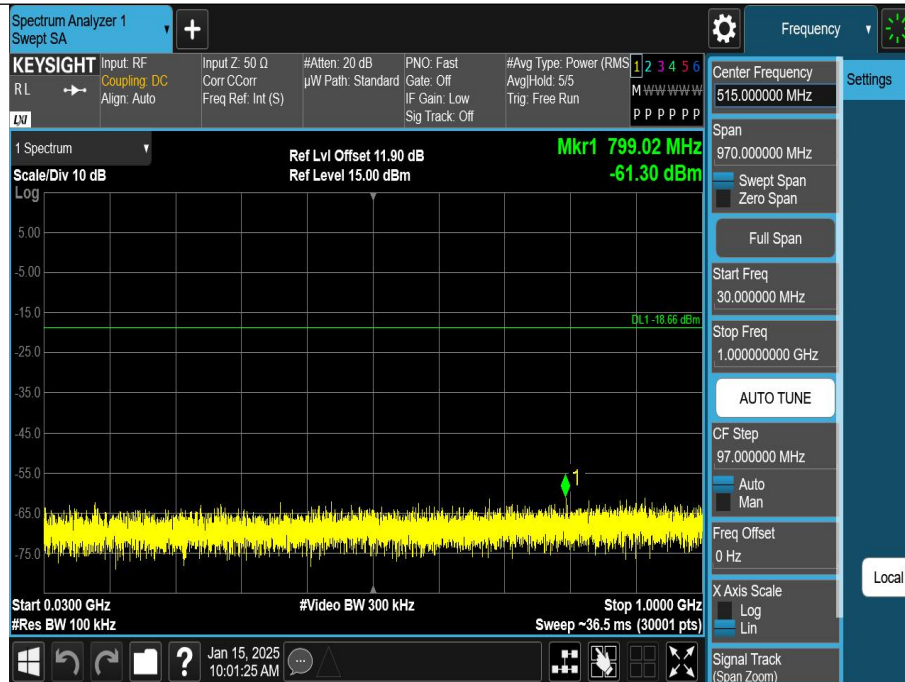 Spectrum Analyzer 1
Swept SA
Frequency
KEYSIGHT
RL
LXI
Input: RF
Coupling: DC
Align: Auto
Input Z: 50 Ω
Corr CCorr
Freq Ref: Int (S)
#Atten: 20 dB
µW Path: Standard
PNO: Fast
Gate: Off
IF Gain: Low
Sig Track: Off
#Avg Type: Power (RMS
Avg|Hold: 5/5
Trig: Free Run
1 2 3 4 5 6
M W W W W W
P P P P P P
1 Spectrum
Scale/Div 10 dB
Log
Ref Lvl Offset 11.90 dB
Ref Level 15.00 dBm
Mkr1 799.02 MHz
-61.30 dBm
5.00
-5.00
-15.0
DL1 -18.66 dBm
-25.0
-35.0
-45.0
-55.0
1
-65.0
-75.0
Start 0.0300 GHz
#Res BW 100 kHz
#Video BW 300 kHz
Stop 1.0000 GHz
Sweep ~36.5 ms (30001 pts)
?
Jan 15, 2025
10:01:25 AM
Center Frequency
515.000000 MHz
Span
970.000000 MHz
Swept Span
Zero Span
Full Span
Start Freq
30.000000 MHz
Stop Freq
1.000000000 GHz
AUTO TUNE
CF Step
97.000000 MHz
Auto
Man
Freq Offset
0 Hz
X Axis Scale
Log
Lin
Signal Track
(Span Zoom)
Settings
Local